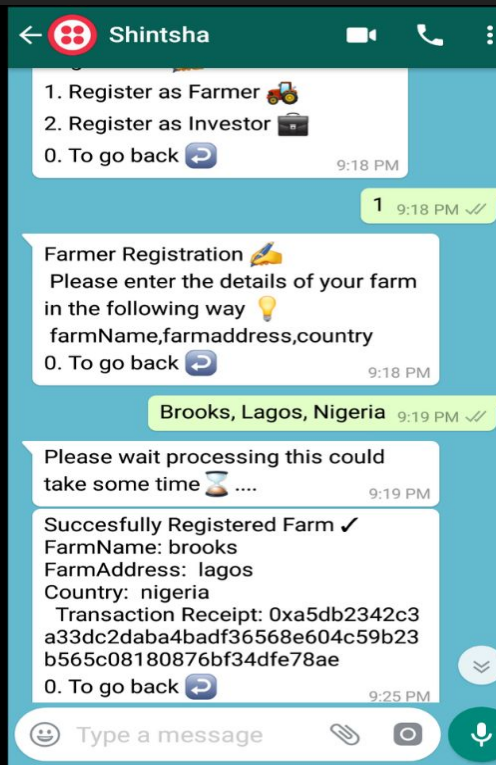 Shintsha
1. Register as Farmer 🚜
2. Register as Investor 💼
0. To go back ↩️
9:18 PM
1 9:18 PM
Farmer Registration ✍️
Please enter the details of your farm
in the following way 💡
farmName,farmaddress,country
0. To go back ↩️
9:18 PM
Brooks, Lagos, Nigeria 9:19 PM
Please wait processing this could
take some time⏳ ....
9:19 PM
Succesfully Registered Farm ✓
FarmName: brooks
FarmAddress: lagos
Country: nigeria
Transaction Receipt: 0xa5db2342c3
a33dc2daba4badf36568e604c59b23
b565c08180876bf34dfe78ae
0. To go back ↩️
9:25 PM
Type a message